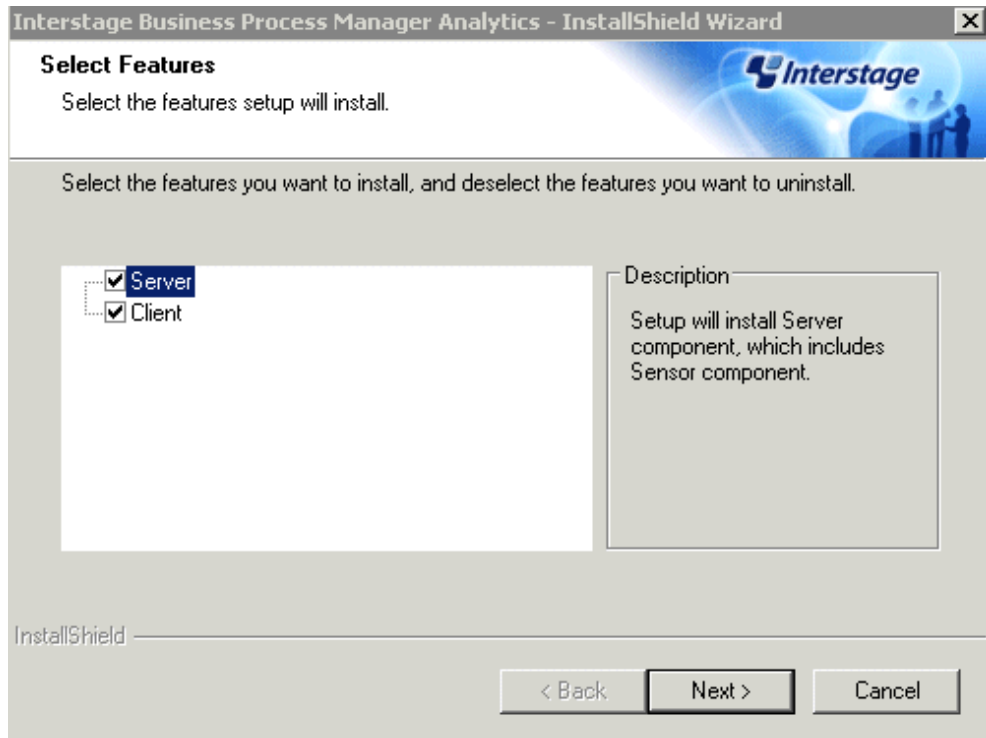 Interstage Business Process Manager Analytics - InstallShield Wizard
Select Features
Interstage
Select the features setup will install.
Select the features you want to install, and deselect the features you want to uninstall.
Server
Client
Description
Setup will install Server
component, which includes
Sensor component.
InstallShield
< Back
Next >
Cancel